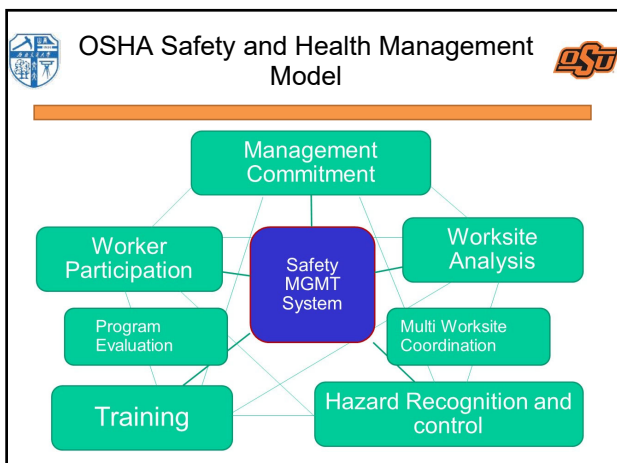 OSHA Safety and Health Management
Model
OSU
Management
Commitment
Worker
Participation
Safety
MGMT
System
Worksite
Analysis
Program
Evaluation
Multi Worksite
Coordination
Training
Hazard Recognition and
control